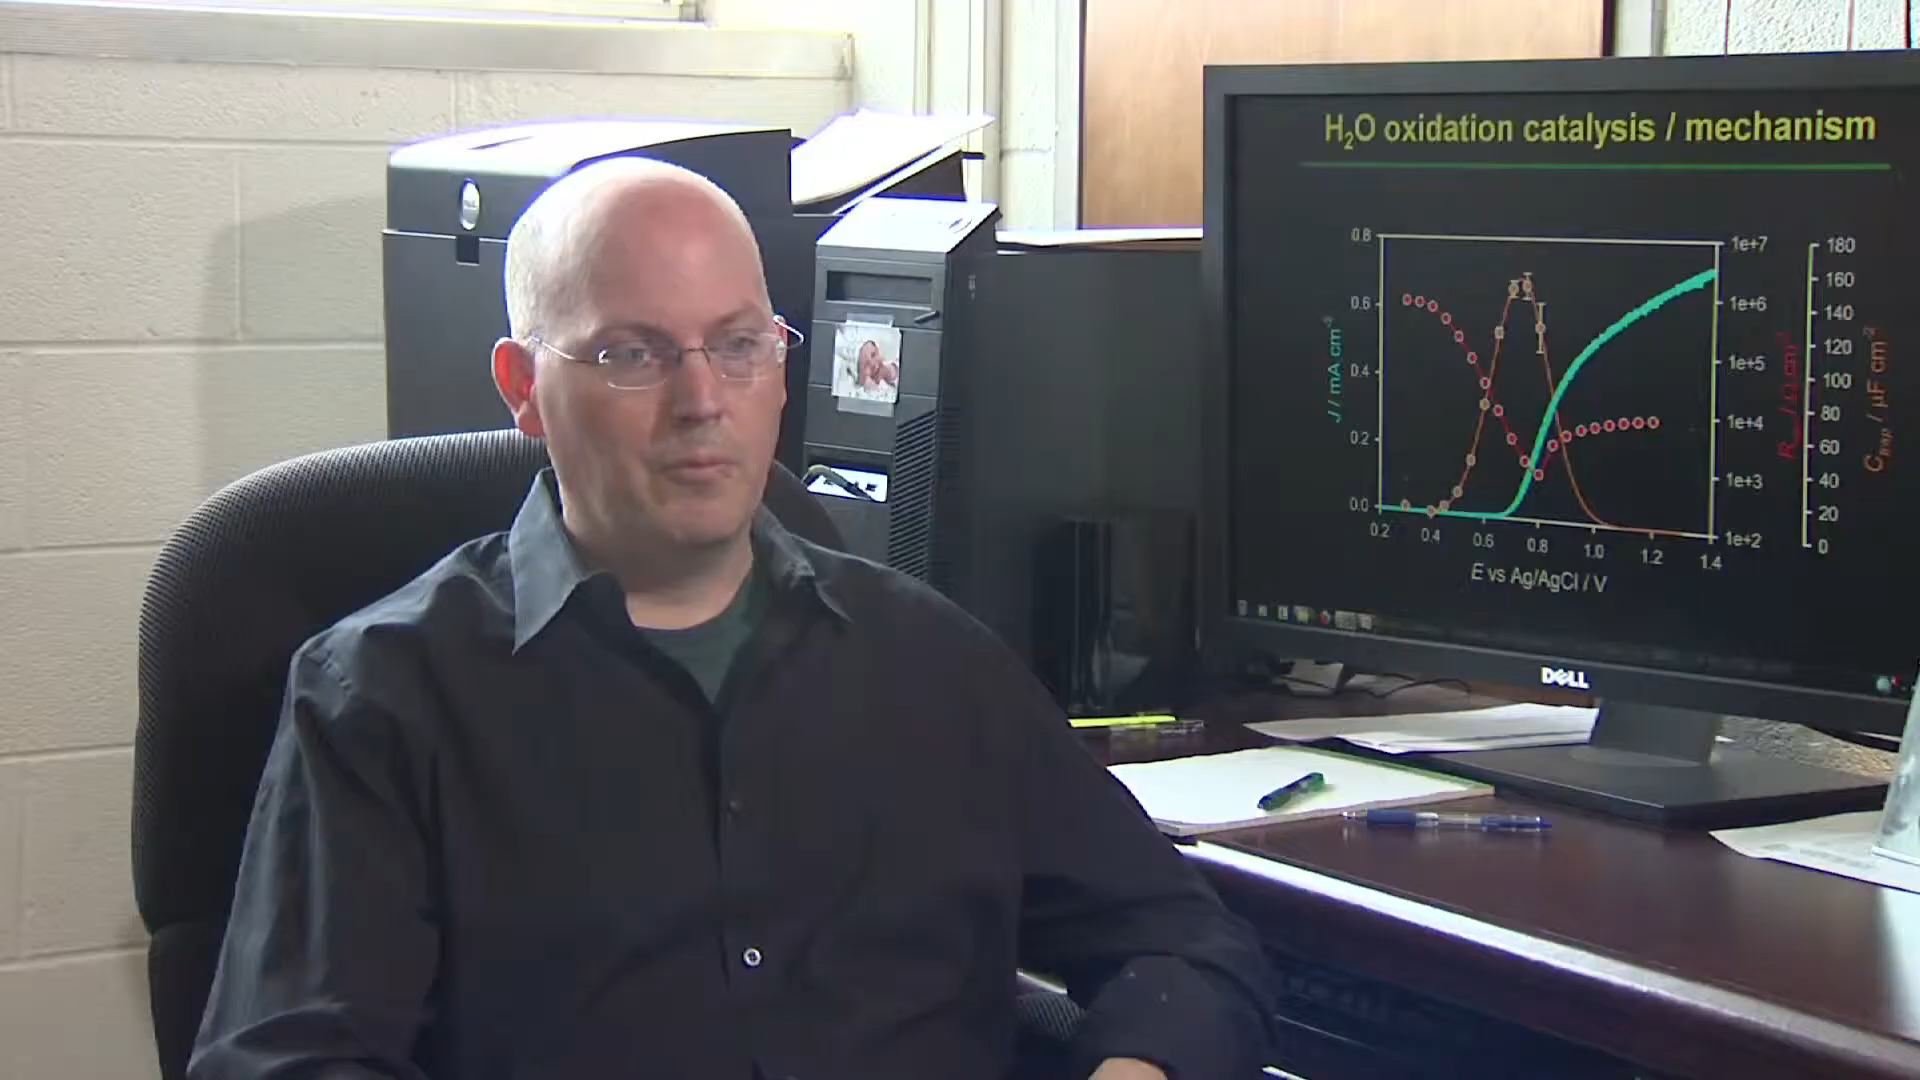 H₂O oxidation catalysis / mechanism
J / mA cm⁻²
0.8
0.6
0.4
0.2
0.0
0.2 0.4 0.6 0.8 1.0 1.2 1.4
E vs Ag/AgCl / V
1e+7
1e+6
1e+5
1e+4
1e+3
1e+2
180
160
140
120
100
80
60
40
20
0
/ µF cm⁻²
DELL